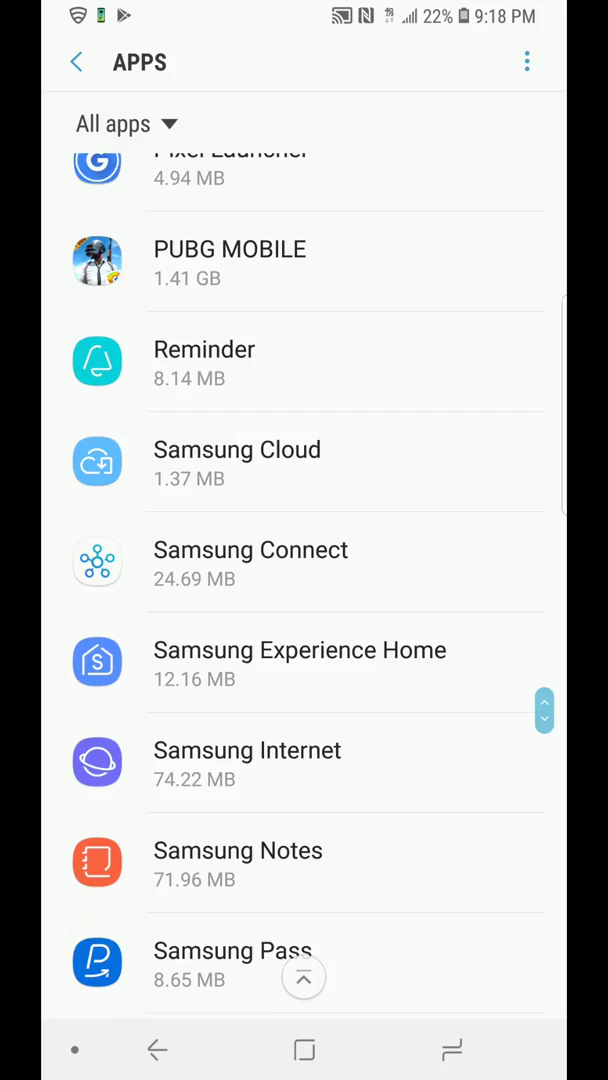 22% 9:18 PM
APPS
All apps
Pixel Launcher
4.94 MB
PUBG MOBILE
1.41 GB
Reminder
8.14 MB
Samsung Cloud
1.37 MB
Samsung Connect
24.69 MB
Samsung Experience Home
12.16 MB
Samsung Internet
74.22 MB
Samsung Notes
71.96 MB
Samsung Pass
8.65 MB